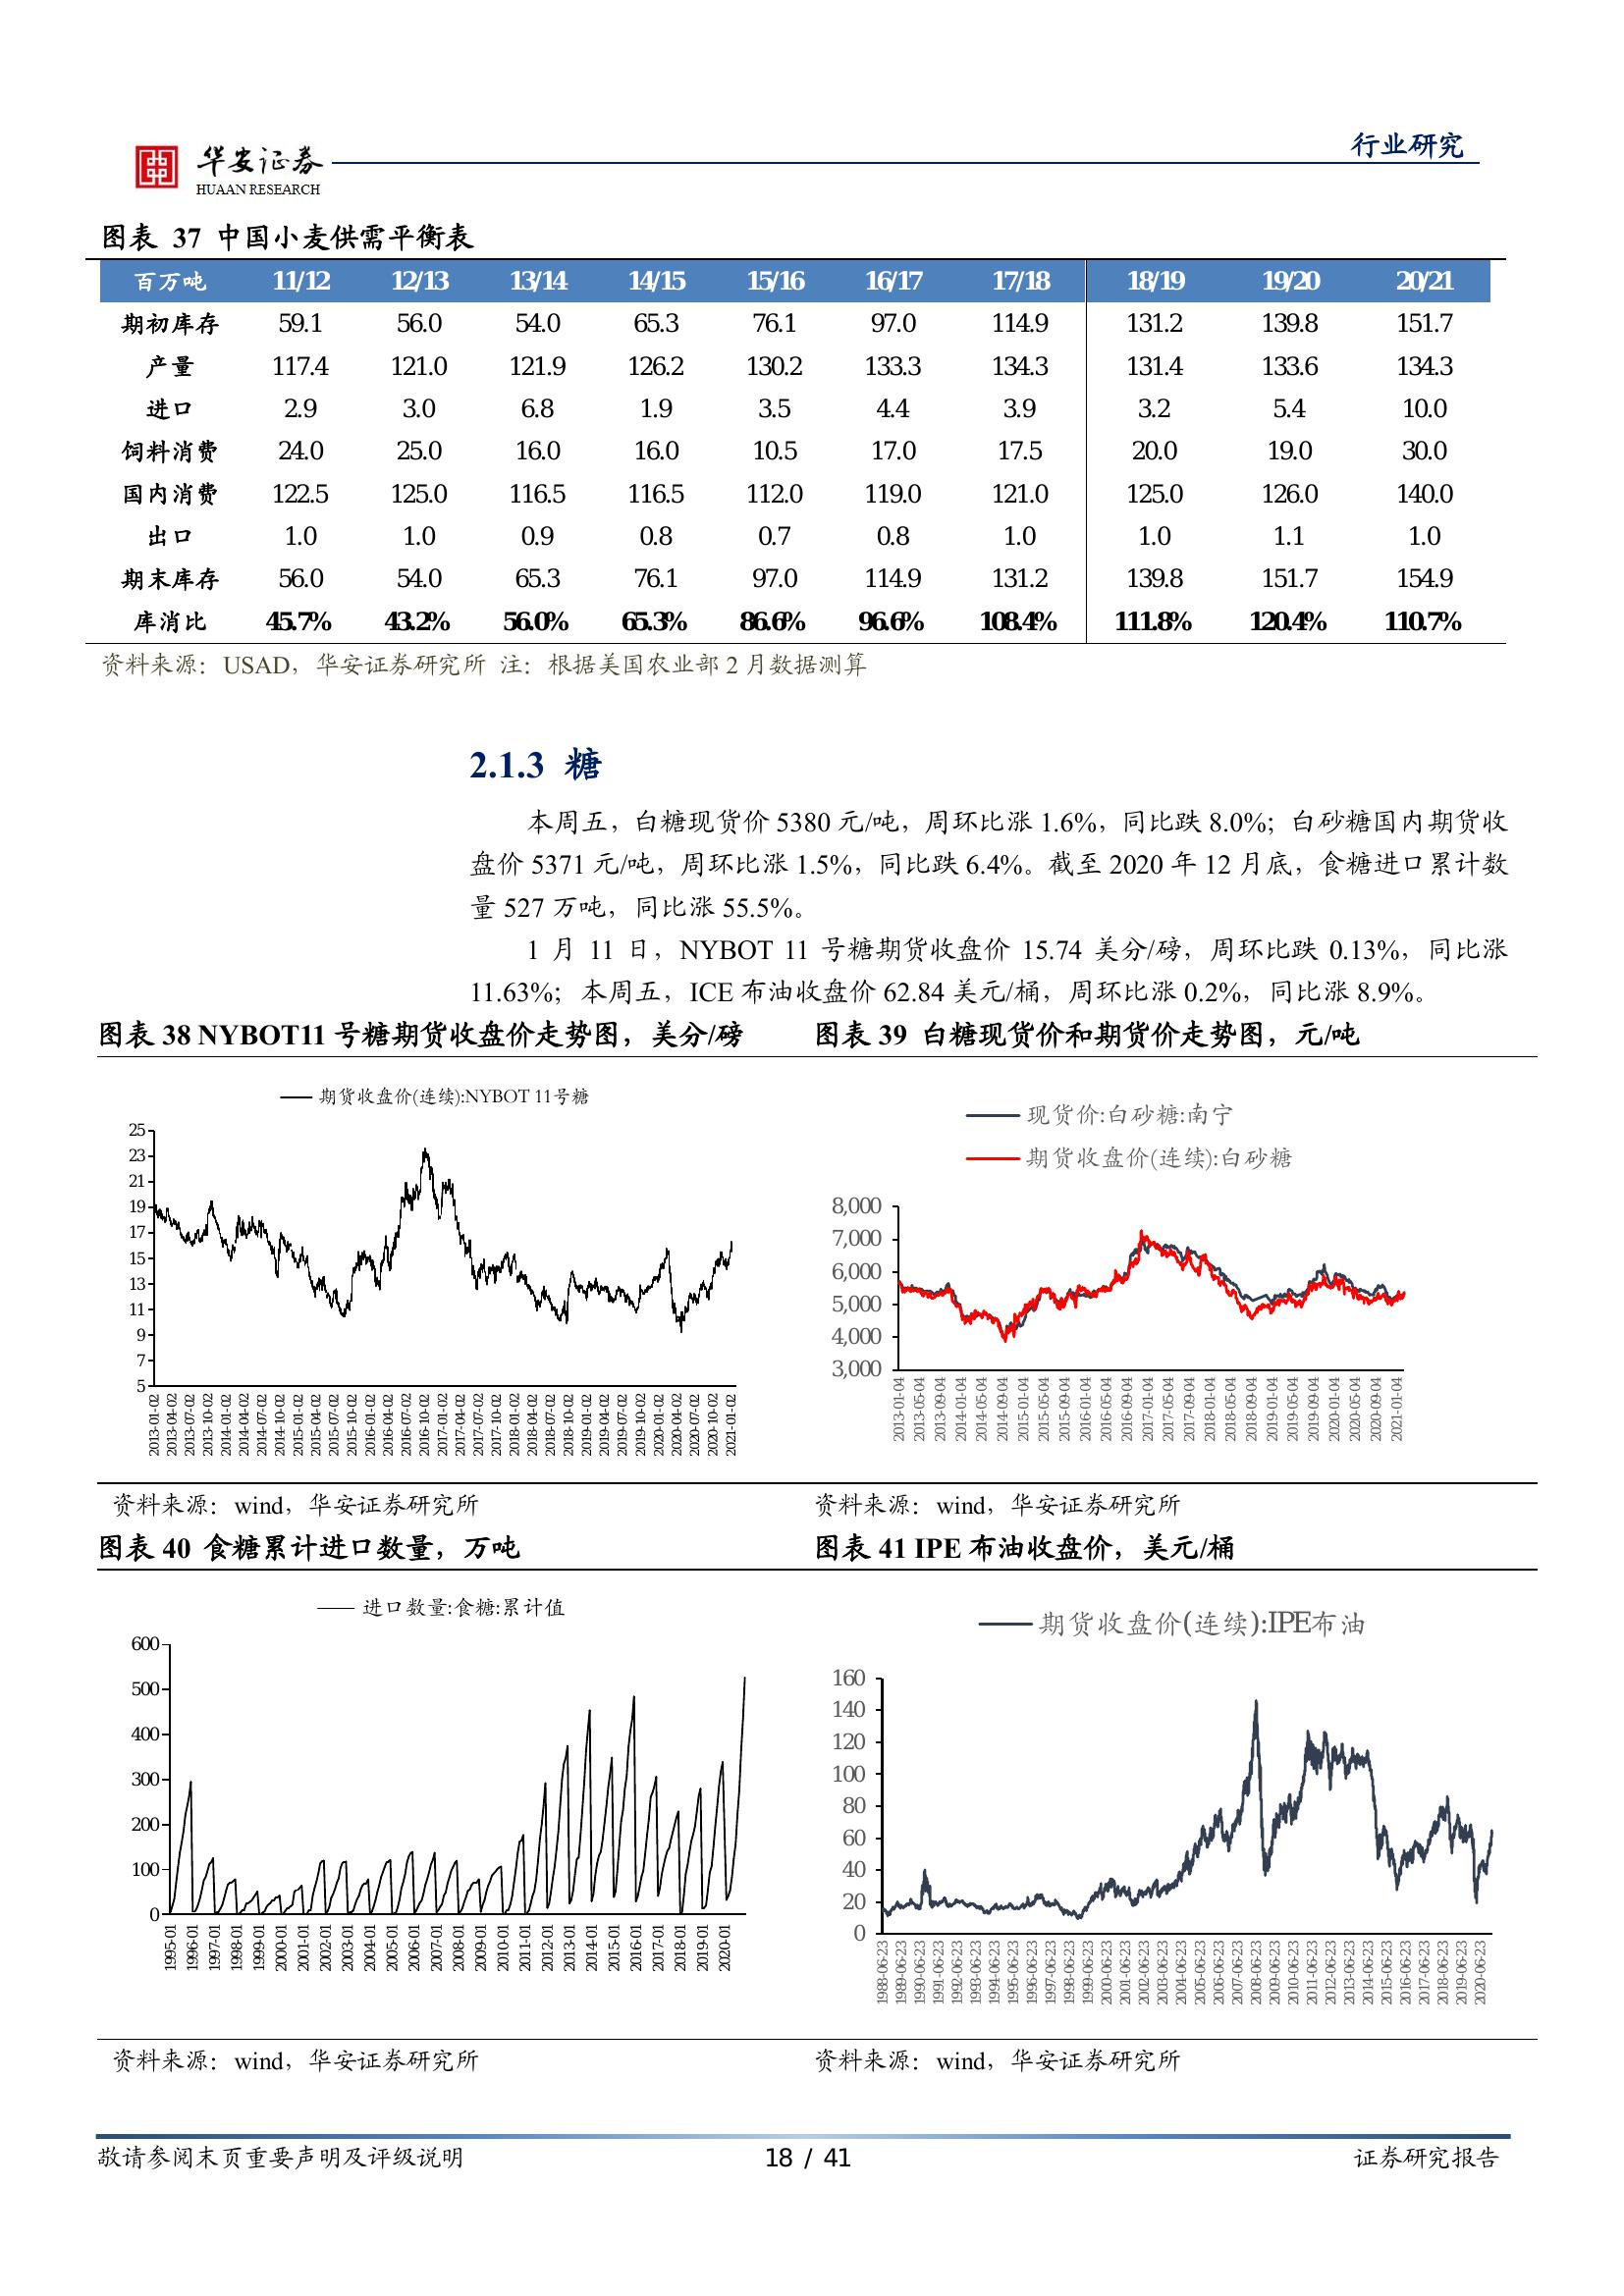 华安证券
HUAAN RESEARCH
行业研究
图表 37 中国小麦供需平衡表
百万吨 11/12 12/13 13/14 14/15 15/16 16/17 17/18 18/19 19/20 20/21
期初库存 59.1 56.0 54.0 65.3 76.1 97.0 114.9 131.2 139.8 151.7
产量 117.4 121.0 121.9 126.2 130.2 133.3 134.3 131.4 133.6 134.3
进口 2.9 3.0 6.8 1.9 3.5 4.4 3.9 3.2 5.4 10.0
饲料消费 24.0 25.0 16.0 16.0 10.5 17.0 17.5 20.0 19.0 30.0
国内消费 122.5 125.0 116.5 116.5 112.0 119.0 121.0 125.0 126.0 140.0
出口 1.0 1.0 0.9 0.8 0.7 0.8 1.0 1.0 1.1 1.0
期末库存 56.0 54.0 65.3 76.1 97.0 114.9 131.2 139.8 151.7 154.9
库消比 45.7% 43.2% 56.0% 65.3% 86.6% 96.6% 108.4% 111.8% 120.4% 110.7%
资料来源：USAD，华安证券研究所 注：根据美国农业部 2 月数据测算
2.1.3 糖
本周五，白糖现货价 5380 元/吨，周环比涨 1.6%，同比跌 8.0%；白砂糖国内期货收
盘价 5371 元/吨，周环比涨 1.5%，同比跌 6.4%。截至 2020 年 12 月底，食糖进口累计数
量 527 万吨，同比涨 55.5%。
1 月 11 日，NYBOT 11 号糖期货收盘价 15.74 美分/磅，周环比跌 0.13%，同比涨
11.63%；本周五，ICE 布油收盘价 62.84 美元/桶，周环比涨 0.2%，同比涨 8.9%。
图表 38 NYBOT11 号糖期货收盘价走势图，美分/磅
期货收盘价(连续):NYBOT 11号糖
25
23
21
19
17
15
13
11
9
7
5
2013-01-02 2013-04-02 2013-07-02 2013-10-02 2014-01-02 2014-04-02 2014-07-02 2014-10-02 2015-01-02 2015-04-02 2015-07-02 2015-10-02 2016-01-02 2016-04-02 2016-07-02 2016-10-02 2017-01-02 2017-04-02 2017-07-02 2017-10-02 2018-01-02 2018-04-02 2018-07-02 2018-10-02 2019-01-02 2019-04-02 2019-07-02 2019-10-02 2020-01-02 2020-04-02 2020-07-02 2020-10-02 2021-01-02
资料来源：wind，华安证券研究所
图表 39 白糖现货价和期货价走势图，元/吨
现货价:白砂糖:南宁
期货收盘价(连续):白砂糖
8,000
7,000
6,000
5,000
4,000
3,000
2013-01-04 2013-05-04 2013-09-04 2014-01-04 2014-05-04 2014-09-04 2015-01-04 2015-05-04 2015-09-04 2016-01-04 2016-05-04 2016-09-04 2017-01-04 2017-05-04 2017-09-04 2018-01-04 2018-05-04 2018-09-04 2019-01-04 2019-05-04 2019-09-04 2020-01-04 2020-05-04 2020-09-04 2021-01-04
资料来源：wind，华安证券研究所
图表 40 食糖累计进口数量，万吨
进口数量:食糖:累计值
600
500
400
300
200
100
0
1995-01 1996-01 1997-01 1998-01 1999-01 2000-01 2001-01 2002-01 2003-01 2004-01 2005-01 2006-01 2007-01 2008-01 2009-01 2010-01 2011-01 2012-01 2013-01 2014-01 2015-01 2016-01 2017-01 2018-01 2019-01 2020-01
资料来源：wind，华安证券研究所
图表 41 IPE 布油收盘价，美元/桶
期货收盘价(连续):IPE布油
160
140
120
100
80
60
40
20
0
1988-06-23 1989-06-23 1990-06-23 1991-06-23 1992-06-23 1993-06-23 1994-06-23 1995-06-23 1996-06-23 1997-06-23 1998-06-23 1999-06-23 2000-06-23 2001-06-23 2002-06-23 2003-06-23 2004-06-23 2005-06-23 2006-06-23 2007-06-23 2008-06-23 2009-06-23 2010-06-23 2011-06-23 2012-06-23 2013-06-23 2014-06-23 2015-06-23 2016-06-23 2017-06-23 2018-06-23 2019-06-23 2020-06-23
资料来源：wind，华安证券研究所
敬请参阅末页重要声明及评级说明
18 / 41
证券研究报告